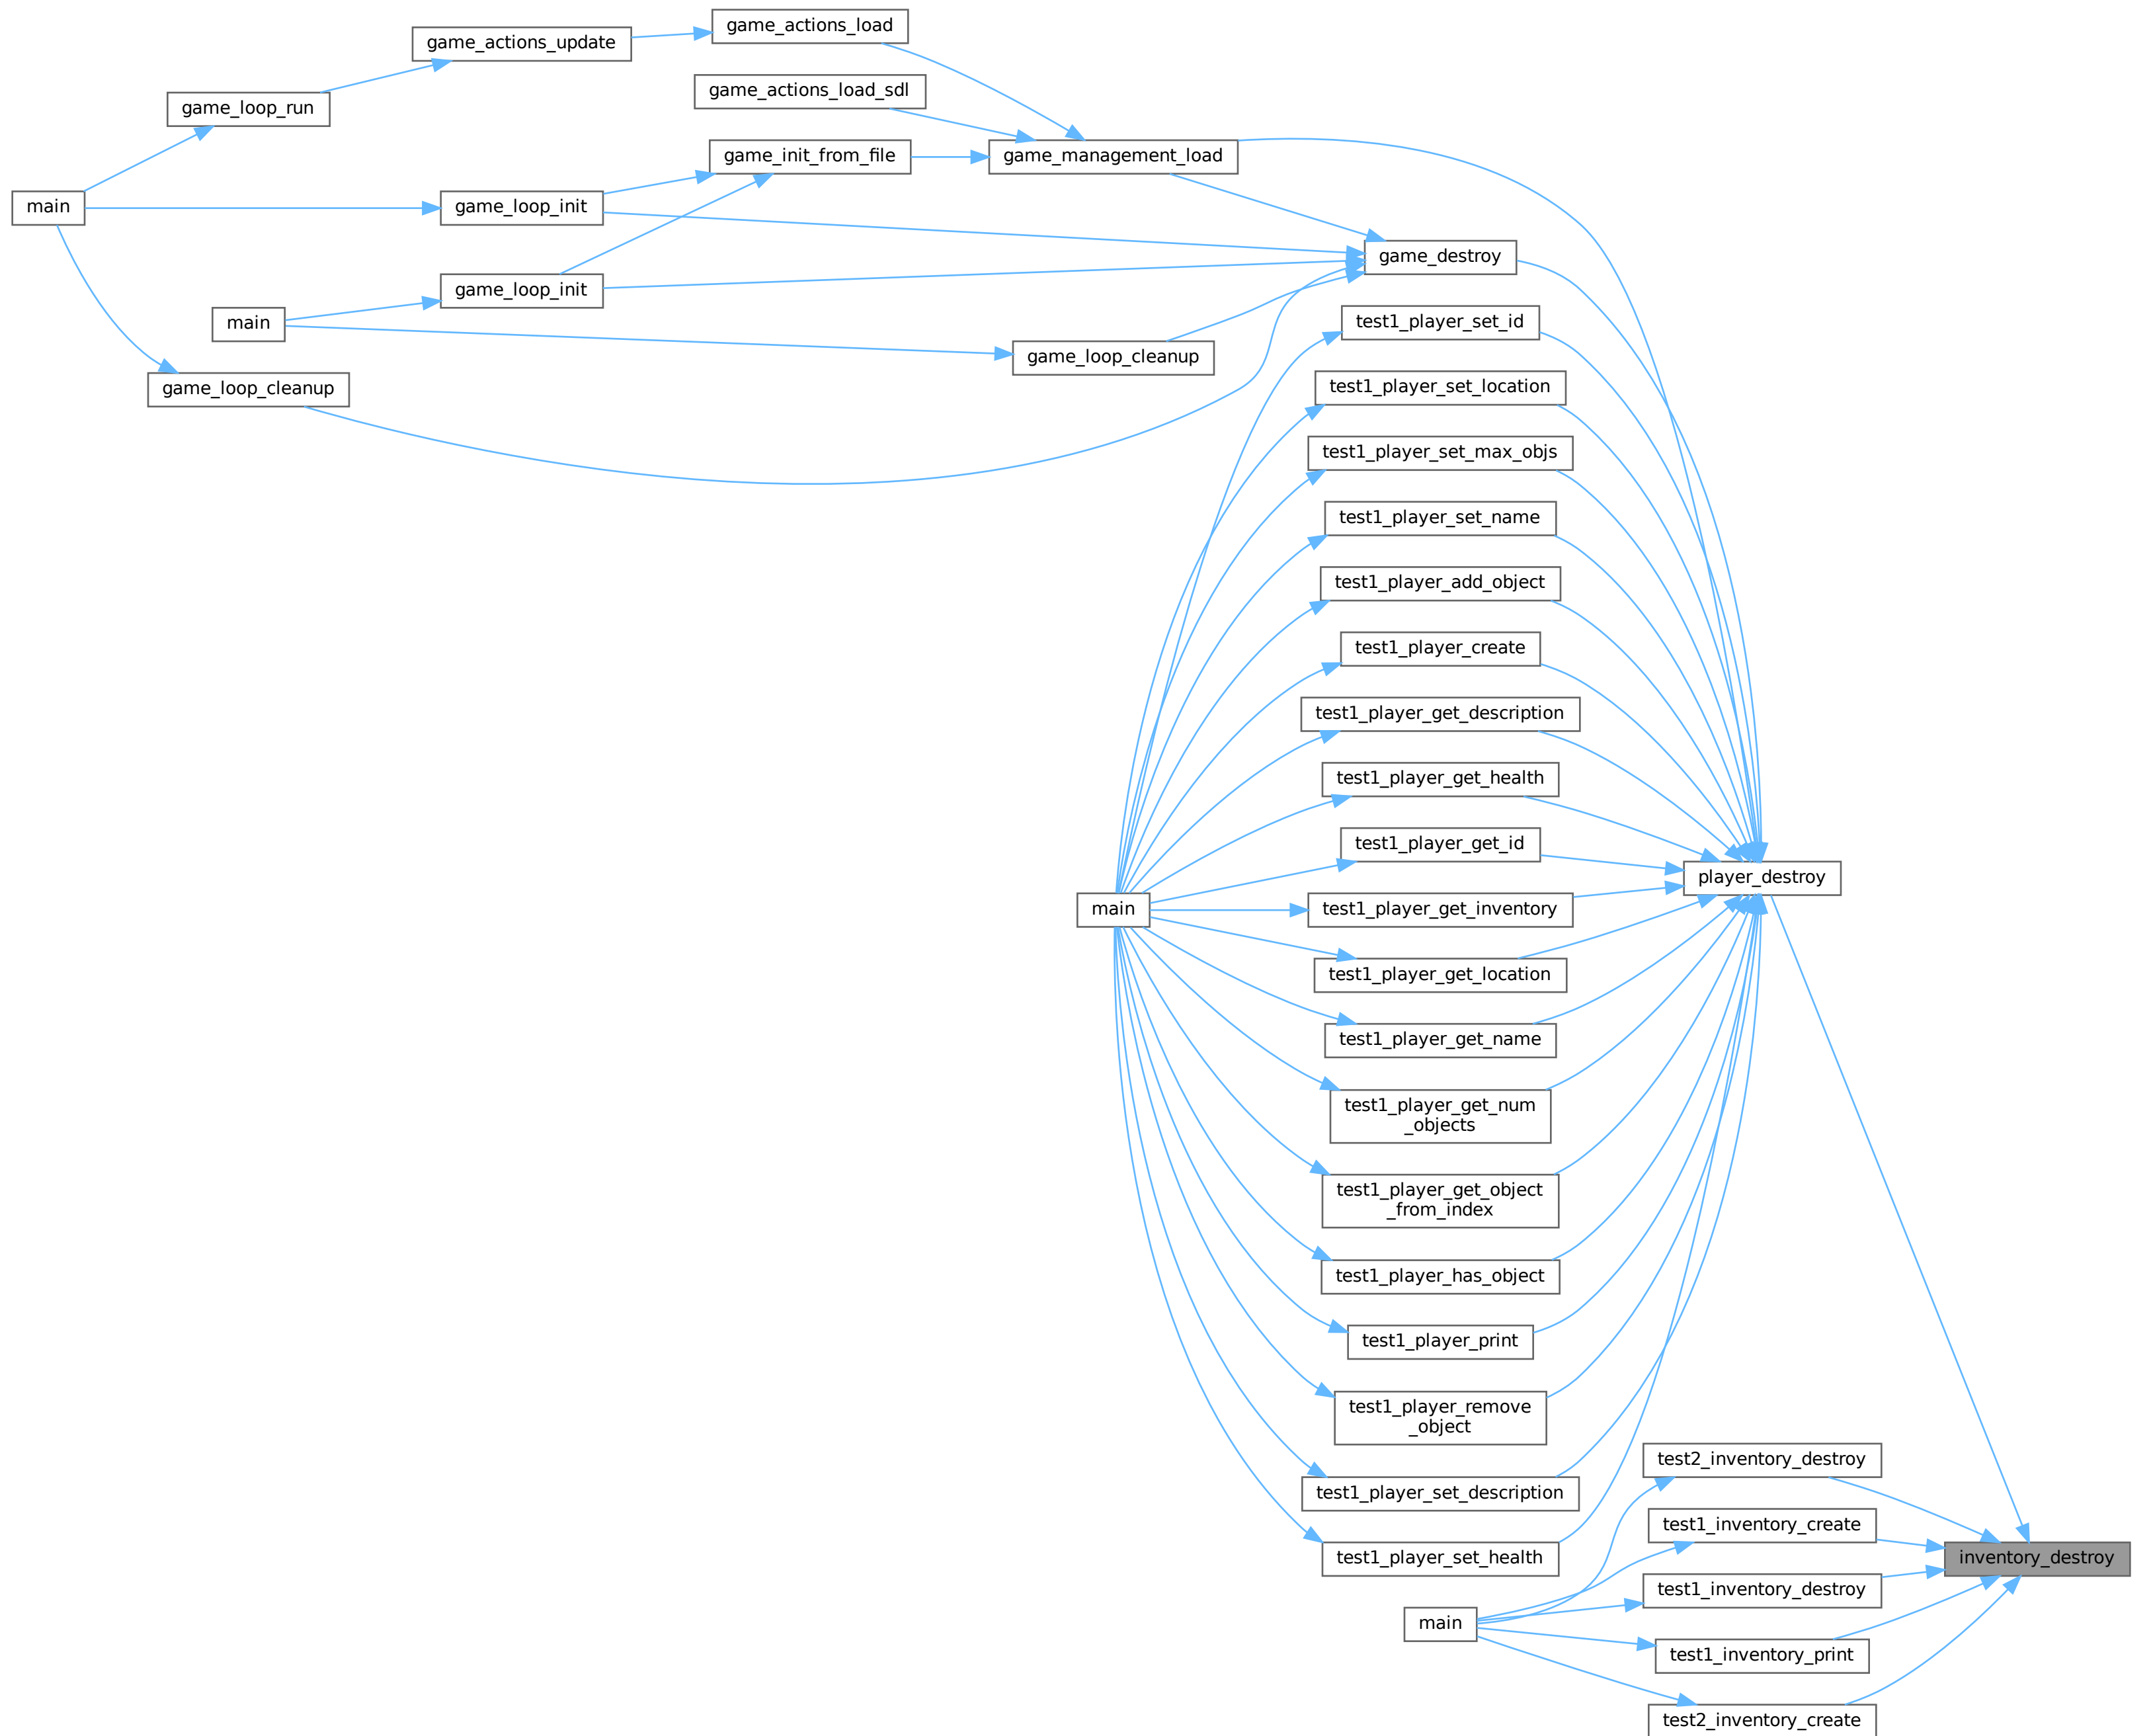 game_actions_load
game_actions_update
game_actions_load_sdl
game_loop_run
game_init_from_file
game_management_load
main
game_loop_init
game_destroy
game_loop_init
main
test1_player_set_id
game_loop_cleanup
game_loop_cleanup
test1_player_set_location
test1_player_set_max_objs
test1_player_set_name
test1_player_add_object
test1_player_create
test1_player_get_description
test1_player_get_health
test1_player_get_id
player_destroy
main
test1_player_get_inventory
test1_player_get_location
test1_player_get_name
test1_player_get_num
_objects
test1_player_get_object
_from_index
test1_player_has_object
test1_player_print
test1_player_remove
_object
test2_inventory_destroy
test1_player_set_description
test1_inventory_create
test1_player_set_health
inventory_destroy
test1_inventory_destroy
main
test1_inventory_print
test2_inventory_create